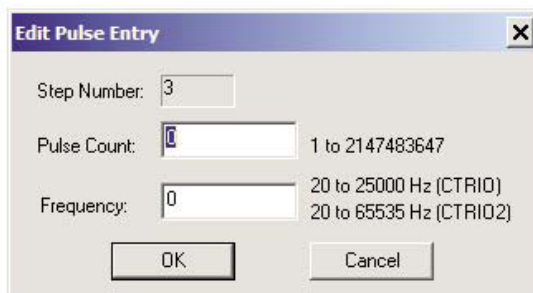 Edit Pulse Entry
Step Number: 3
Pulse Count: 0 1 to 2147483647
Frequency: 0 20 to 25000 Hz (CTRIO)
20 to 65535 Hz (CTRIO2)
OK Cancel